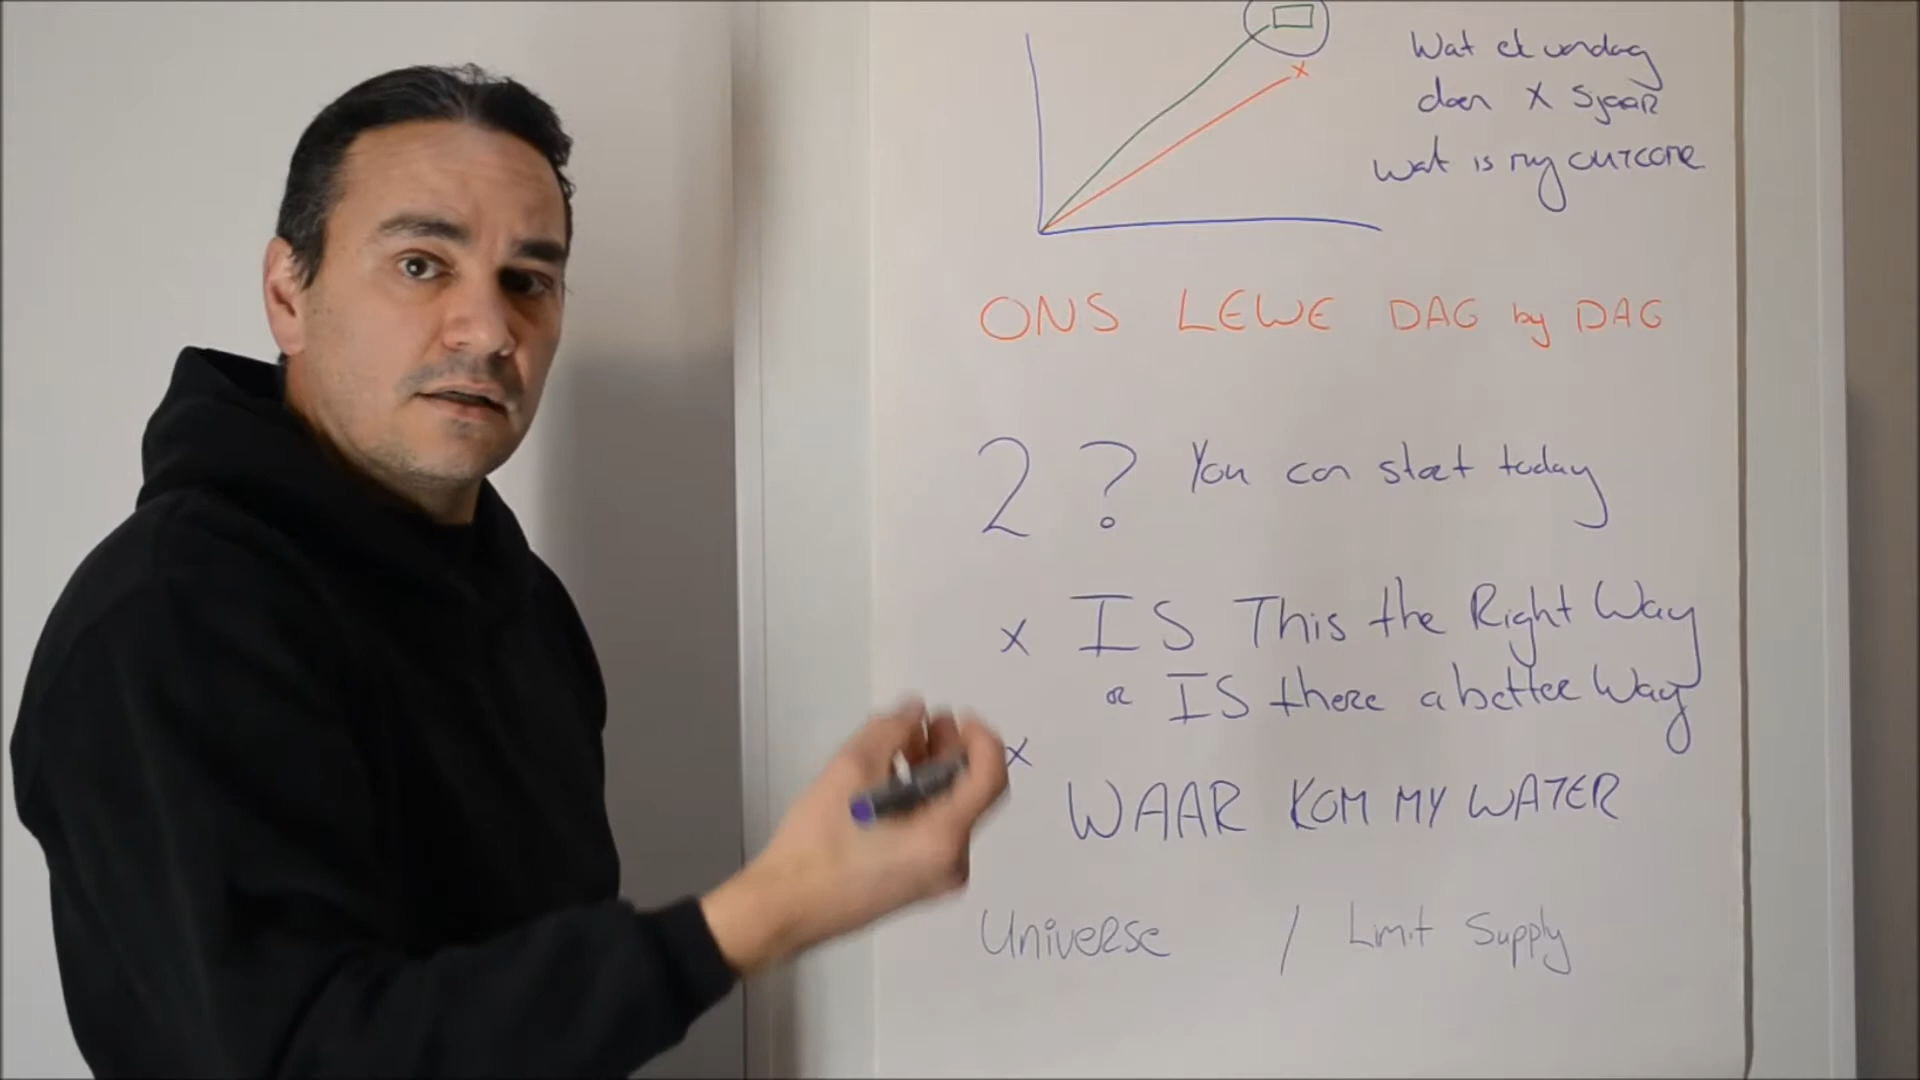 Wat ek vandag
doen X 5jaar
wat is my outcome
ONS LEWE DAG by DAG
2 ? You can start today
x IS This the Right Way
or IS there a better Way
x
WAAR KOM MY WATER
Universe / Limit Supply